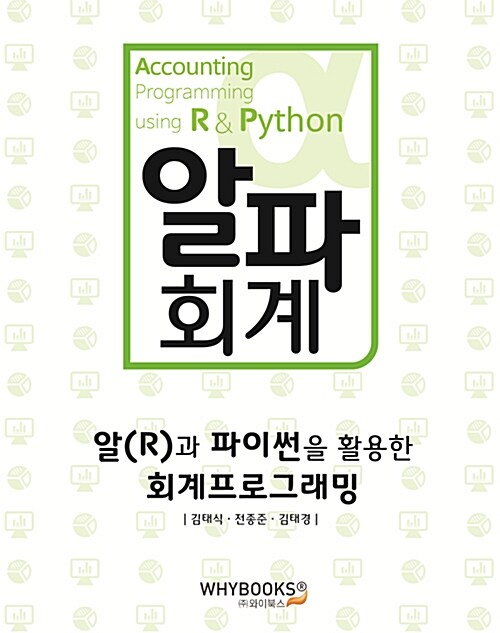 Accounting
Programming
using R & Python
알파
회계
알(R)과 파이썬을 활용한
회계프로그래밍
| 김태식 · 전종준 · 김태경 |
WHYBOOKS®
㈜와이북스